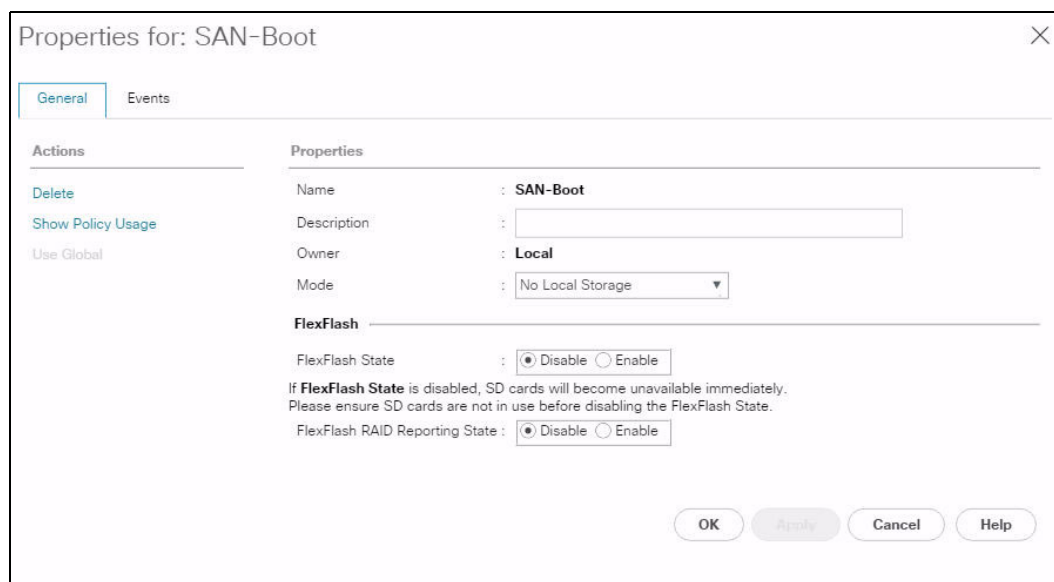 Properties for: SAN-Boot
General Events
Actions
Delete
Show Policy Usage
Use Global
Properties
Name : SAN-Boot
Description :
Owner : Local
Mode : No Local Storage
FlexFlash
FlexFlash State : Disable Enable
If FlexFlash State is disabled, SD cards will become unavailable immediately.
Please ensure SD cards are not in use before disabling the FlexFlash State.
FlexFlash RAID Reporting State : Disable Enable
OK Apply Cancel Help